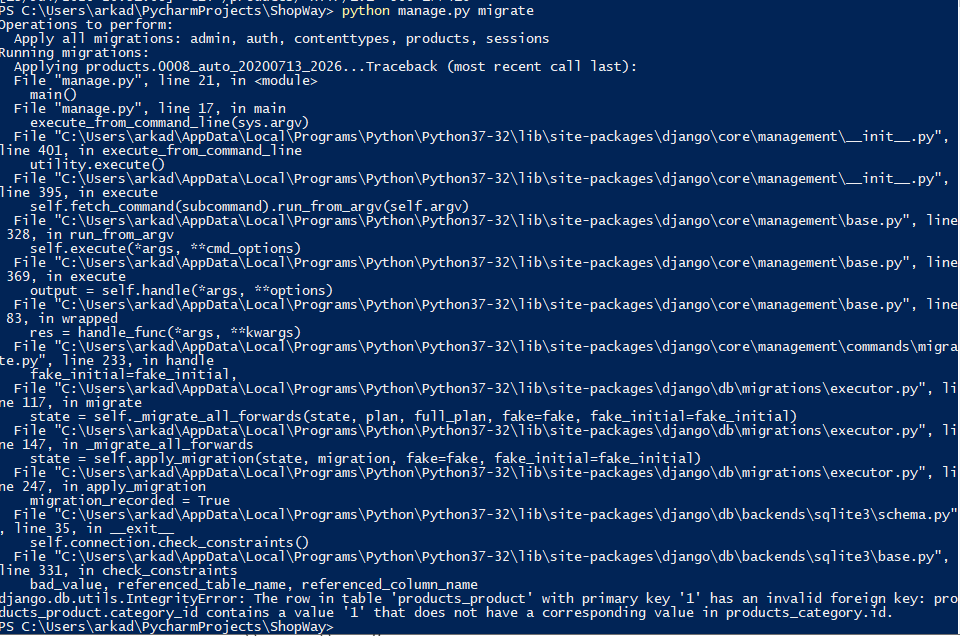 PS C:\Users\arkad\PycharmProjects\ShopWay> python manage.py migrate
Operations to perform:
  Apply all migrations: admin, auth, contenttypes, products, sessions
Running migrations:
  Applying products.0008_auto_20200713_2026...Traceback (most recent call last):
  File "manage.py", line 21, in <module>
    main()
  File "manage.py", line 17, in main
    execute_from_command_line(sys.argv)
  File "C:\Users\arkad\AppData\Local\Programs\Python\Python37-32\lib\site-packages\django\core\management\__init__.py",
line 401, in execute_from_command_line
    utility.execute()
  File "C:\Users\arkad\AppData\Local\Programs\Python\Python37-32\lib\site-packages\django\core\management\__init__.py",
line 395, in execute
    self.fetch_command(subcommand).run_from_argv(self.argv)
  File "C:\Users\arkad\AppData\Local\Programs\Python\Python37-32\lib\site-packages\django\core\management\base.py", line
 328, in run_from_argv
    self.execute(*args, **cmd_options)
  File "C:\Users\arkad\AppData\Local\Programs\Python\Python37-32\lib\site-packages\django\core\management\base.py", line
 369, in execute
    output = self.handle(*args, **options)
  File "C:\Users\arkad\AppData\Local\Programs\Python\Python37-32\lib\site-packages\django\core\management\base.py", line
 83, in wrapped
    res = handle_func(*args, **kwargs)
  File "C:\Users\arkad\AppData\Local\Programs\Python\Python37-32\lib\site-packages\django\core\management\commands\migra
te.py", line 233, in handle
    fake_initial=fake_initial,
  File "C:\Users\arkad\AppData\Local\Programs\Python\Python37-32\lib\site-packages\django\db\migrations\executor.py", li
ne 117, in migrate
    state = self._migrate_all_forwards(state, plan, full_plan, fake=fake, fake_initial=fake_initial)
  File "C:\Users\arkad\AppData\Local\Programs\Python\Python37-32\lib\site-packages\django\db\migrations\executor.py", li
ne 147, in _migrate_all_forwards
    state = self.apply_migration(state, migration, fake=fake, fake_initial=fake_initial)
  File "C:\Users\arkad\AppData\Local\Programs\Python\Python37-32\lib\site-packages\django\db\migrations\executor.py", li
ne 247, in apply_migration
    migration_recorded = True
  File "C:\Users\arkad\AppData\Local\Programs\Python\Python37-32\lib\site-packages\django\db\backends\sqlite3\schema.py"
, line 35, in __exit__
    self.connection.check_constraints()
  File "C:\Users\arkad\AppData\Local\Programs\Python\Python37-32\lib\site-packages\django\db\backends\sqlite3\base.py",
line 331, in check_constraints
    bad_value, referenced_table_name, referenced_column_name
django.db.utils.IntegrityError: The row in table 'products_product' with primary key '1' has an invalid foreign key: pro
ducts_product.category_id contains a value '1' that does not have a corresponding value in products_category.id.
PS C:\Users\arkad\PycharmProjects\ShopWay>